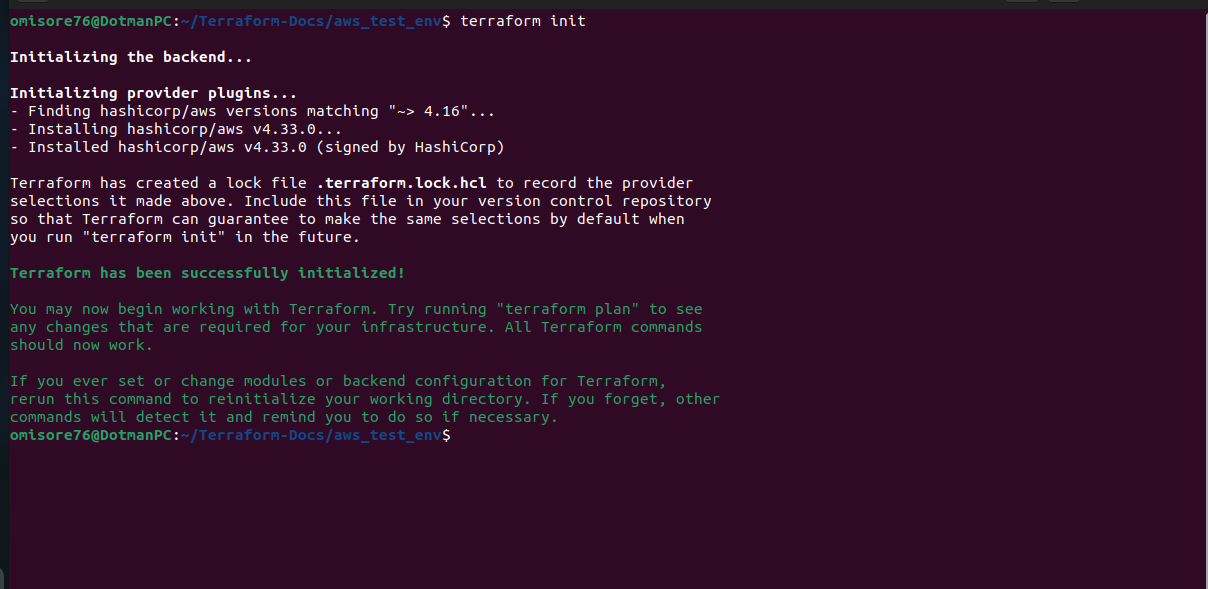 omisore76@DotmanPC:~/Terraform-Docs/aws_test_env$ terraform init
Initializing the backend...
Initializing provider plugins...
- Finding hashicorp/aws versions matching "~> 4.16"...
- Installing hashicorp/aws v4.33.0...
- Installed hashicorp/aws v4.33.0 (signed by HashiCorp)
Terraform has created a lock file .terraform.lock.hcl to record the provider
selections it made above. Include this file in your version control repository
so that Terraform can guarantee to make the same selections by default when
you run "terraform init" in the future.
Terraform has been successfully initialized!
You may now begin working with Terraform. Try running "terraform plan" to see
any changes that are required for your infrastructure. All Terraform commands
should now work.
If you ever set or change modules or backend configuration for Terraform,
rerun this command to reinitialize your working directory. If you forget, other
commands will detect it and remind you to do so if necessary.
omisore76@DotmanPC:~/Terraform-Docs/aws_test_env$